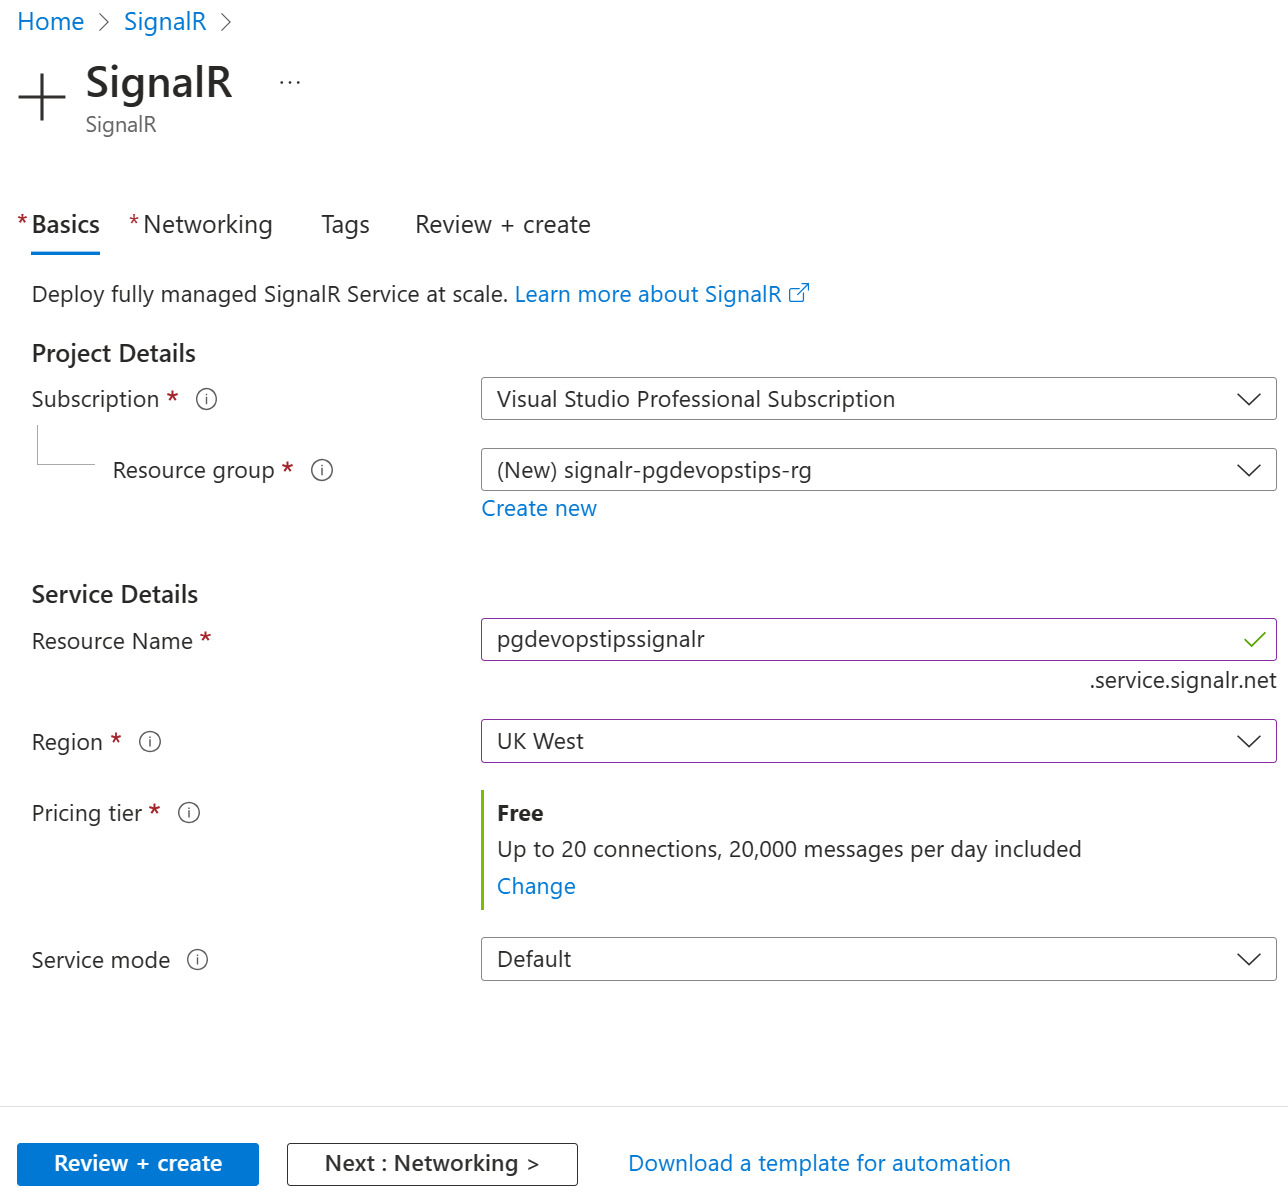 Home > SignalR >
SignalR ...
SignalR
* Basics * Networking Tags Review + create
Deploy fully managed SignalR Service at scale. Learn more about SignalR
Project Details
Subscription * Visual Studio Professional Subscription
Resource group * (New) signalr-pgdevopstips-rg
Create new
Service Details
Resource Name * pgdevopstipssignalr
.service.signalr.net
Region * UK West
Pricing tier * Free
Up to 20 connections, 20,000 messages per day included
Change
Service mode Default
Review + create Next : Networking > Download a template for automation